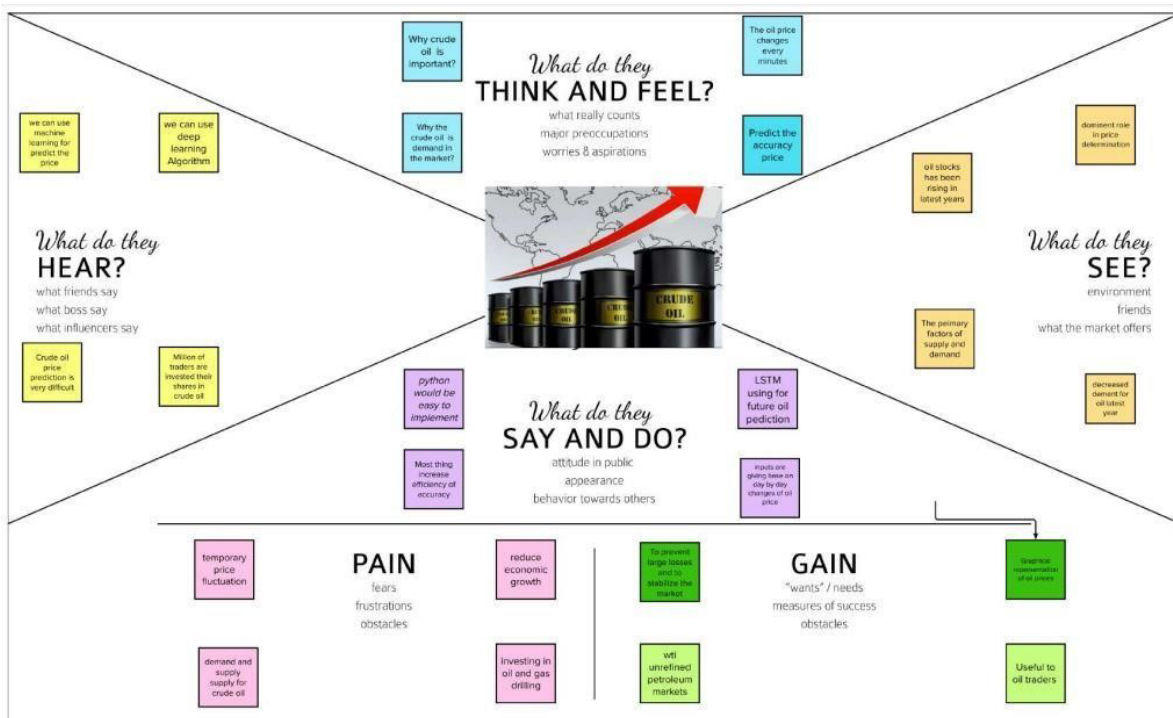 Why crude
oil is
important?
What do they
THINK AND FEEL?
what really counts
major preoccupations
worries & aspirations
The oil price
changes
every
minutes
Why the
crude oil is
demand in
the market?
Predict the
accuracy
price
we can use
machine
learning for
predict the
price
we can use
deep
learning
Algorithm
What do they
HEAR?
what friends say
what boss say
what influencers say
Crude oil
price
prediction is
very difficult
Millien of
traders are
invested their
shares in
crude oil
CRUDE
OIL
dominent role
in price
determination
oil stocks
has been
rising in
latest years
What do they
SEE?
environment
friends
what the market offers
The primary
factors of
supply and
demand
decreased
demant for
oil latest
year
python
would be
easy to
implement
LSTM
using for
future oil
pediction
What do they
SAY AND DO?
attitude in public
appearance
behavior towards others
Most thing
increase
efficiency of
accuracy
inputs are
giving base on
day by day
changes of oil
price
temporary
price
fluctuation
PAIN
fears
frustrations
obstacles
reduce
economic
growth
demand and
supply
supply for
crude oil
investing in
oil and gas
drilling
To prevent
large losses
and to
stabilize the
market
GAIN
"wants" / needs
measures of success
obstacles
Graphical
representation
of oil prices
wti
unrefined
petroleum
markets
Useful to
oil traders